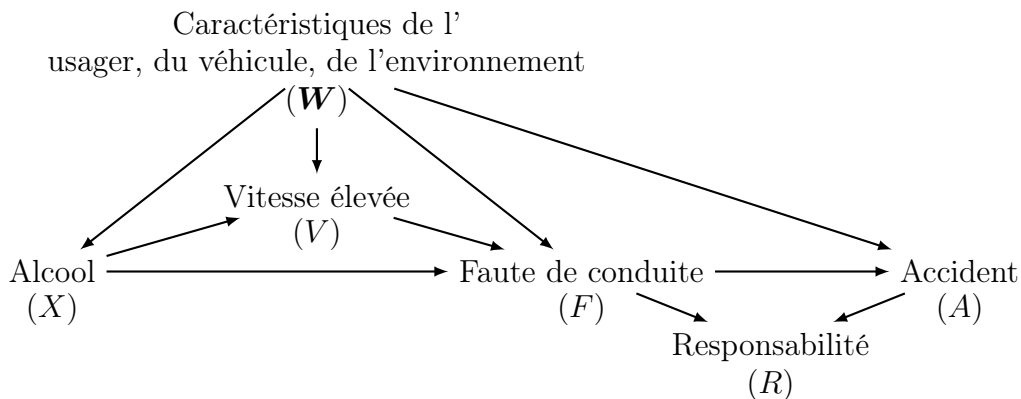 Caractéristiques de l'
usager, du véhicule, de l'environnement
(W)
Vitesse élevée
(V)
Alcool
(X)
Faute de conduite
(F)
Accident
(A)
Responsabilité
(R)